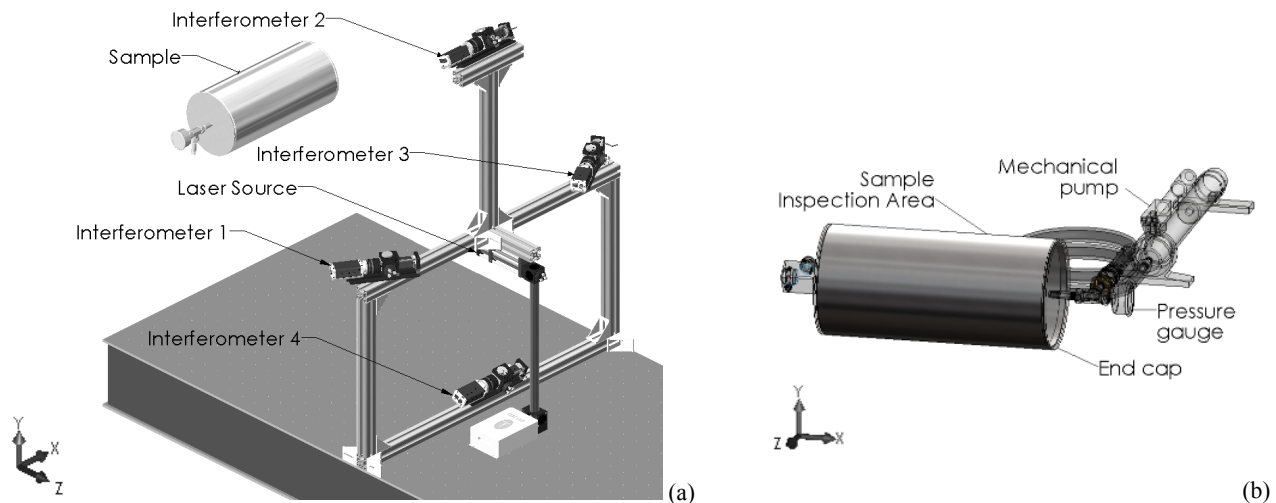 Interferometer 2
Sample
Interferometer 3
Laser Source
Interferometer 1
Interferometer 4
Y
X
Z
(a)
Mechanical
pump
Sample
Inspection Area
Pressure
gauge
End cap
Y
Z
X
(b)